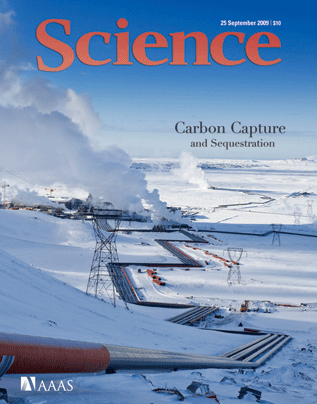 25 September 2009 | $10
Science
Carbon Capture
and Sequestration
AAAS